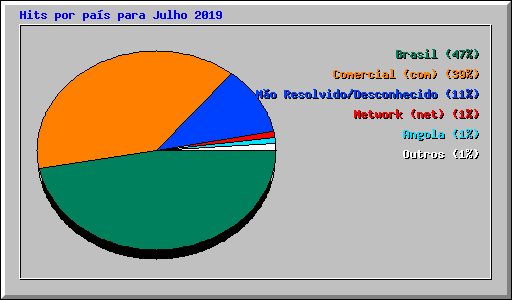 Hits por país para Julho 2019
Brasil (47%)
Comercial (com) (39%)
Não Resolvido/Desconhecido (11%)
Network (net) (1%)
Angola (1%)
Outros (1%)